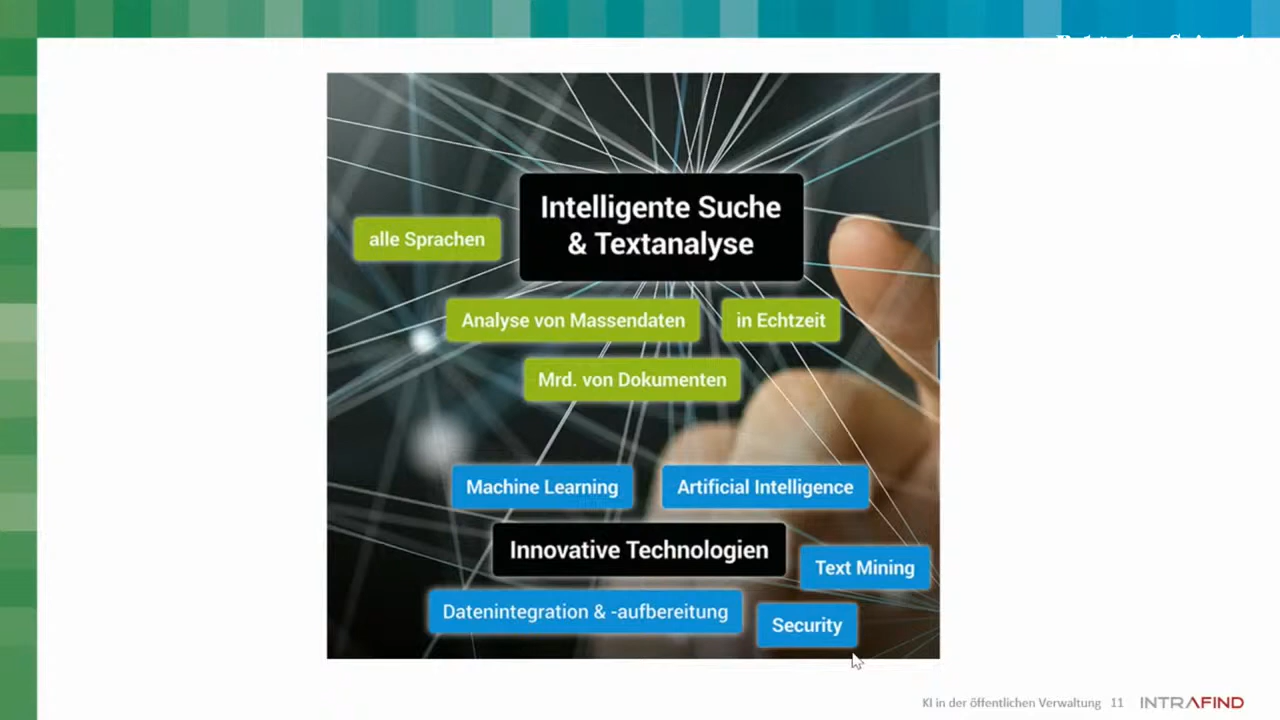 Intelligente Suche
& Textanalyse
alle Sprachen
Analyse von Massendaten
in Echtzeit
Mrd. von Dokumenten
Machine Learning
Artificial Intelligence
Innovative Technologien
Text Mining
Datenintegration & -aufbereitung
Security
KI in der öffentlichen Verwaltung 11 INTRAFIND